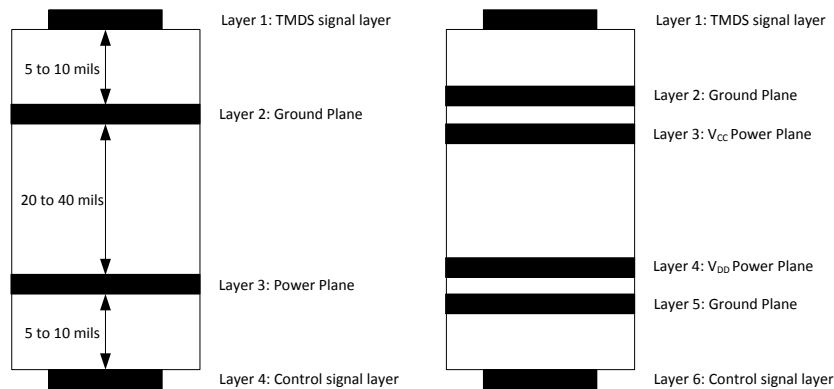 Layer 1: TMDS signal layer
5 to 10 mils
Layer 2: Ground Plane
20 to 40 mils
Layer 3: Power Plane
5 to 10 mils
Layer 4: Control signal layer
Layer 1: TMDS signal layer
Layer 2: Ground Plane
Layer 3: VCC Power Plane
Layer 4: VDD Power Plane
Layer 5: Ground Plane
Layer 6: Control signal layer